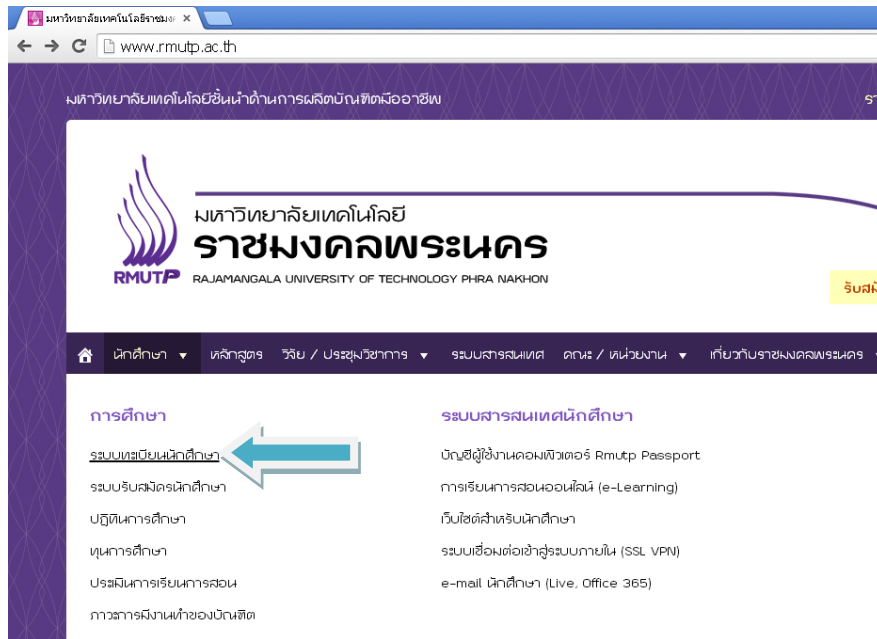 มหาวิทยาลัยเทคโนโลยีราชมง
www.rmutp.ac.th
มหาวิทยาลัยเทคโนโลยีชั้นนำด้านการผลิตบัณฑิตมืออาชีพ
รา
มหาวิทยาลัยเทคโนโลยี
ราชมงคลพระนคร
RMUTP
RAJAMANGALA UNIVERSITY OF TECHNOLOGY PHRA NAKHON
รับสมั
นักศึกษา หลักสูตร วิจัย / ประชุมวิชาการ ระบบสารสนเทศ คณะ / หน่วยงาน เกี่ยวกับราชมงคลพระนคร
การศึกษา
ระบบทะเบียนนักศึกษา
ระบบรับสมัครนักศึกษา
ปฏิทินการศึกษา
ทุนการศึกษา
ประเมินการเรียนการสอน
ภาวะการมีงานทำของบัณฑิต
ระบบสารสนเทศนักศึกษา
บัญชีผู้ใช้งานคอมพิวเตอร์ Rmutp Passport
การเรียนการสอนออนไลน์ (e-Learning)
เว็บไซต์สำหรับนักศึกษา
ระบบเชื่อมต่อเข้าสู่ระบบภายใน (SSL VPN)
e-mail นักศึกษา (Live, Office 365)